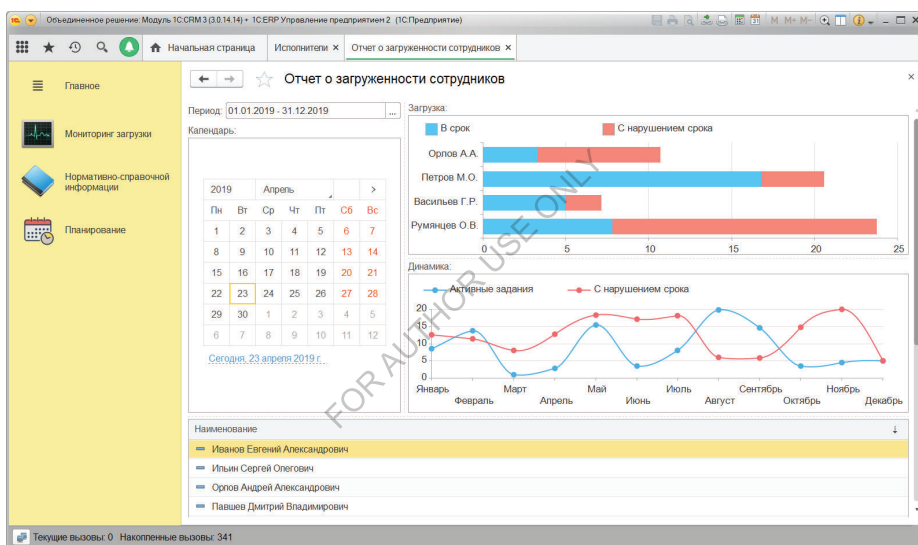 Объединенное решение: Модуль 1С:CRM 3 (3.0.14.14) + 1С:ERP Управление предприятием 2 (1С:Предприятие)
M M+ M-
Начальная страница Исполнители × Отчет о загруженности сотрудников ×
Главное
Мониторинг загрузки
Нормативно-справочной
информации
Планирование
Отчет о загруженности сотрудников
Период: 01.01.2019 - 31.12.2019 ...
Календарь:
2019 Апрель >
Пн Вт Ср Чт Пт Сб Вс
1 2 3 4 5 6 7
8 9 10 11 12 13 14
15 16 17 18 19 20 21
22 23 24 25 26 27 28
29 30 1 2 3 4 5
6 7 8 9 10 11 12
Сегодня, 23 апреля 2019 г.
Загрузка:
В срок С нарушением срока
Орлов А.А.
Петров М.О.
Васильев Г.Р.
Румянцев О.В.
0 5 10 15 20 25
Динамика:
Активные задания С нарушением срока
20
15
10
5
0
Январь Март Май Июль Сентябрь Ноябрь
Февраль Апрель Июнь Август Октябрь Декабрь
Наименование
Иванов Евгений Александрович
Ильин Сергей Олегович
Орлов Андрей Александрович
Павшев Дмитрий Владимирович
Текущие вызовы: 0 Накопленные вызовы: 341
FOR AUTHOR USE ONLY